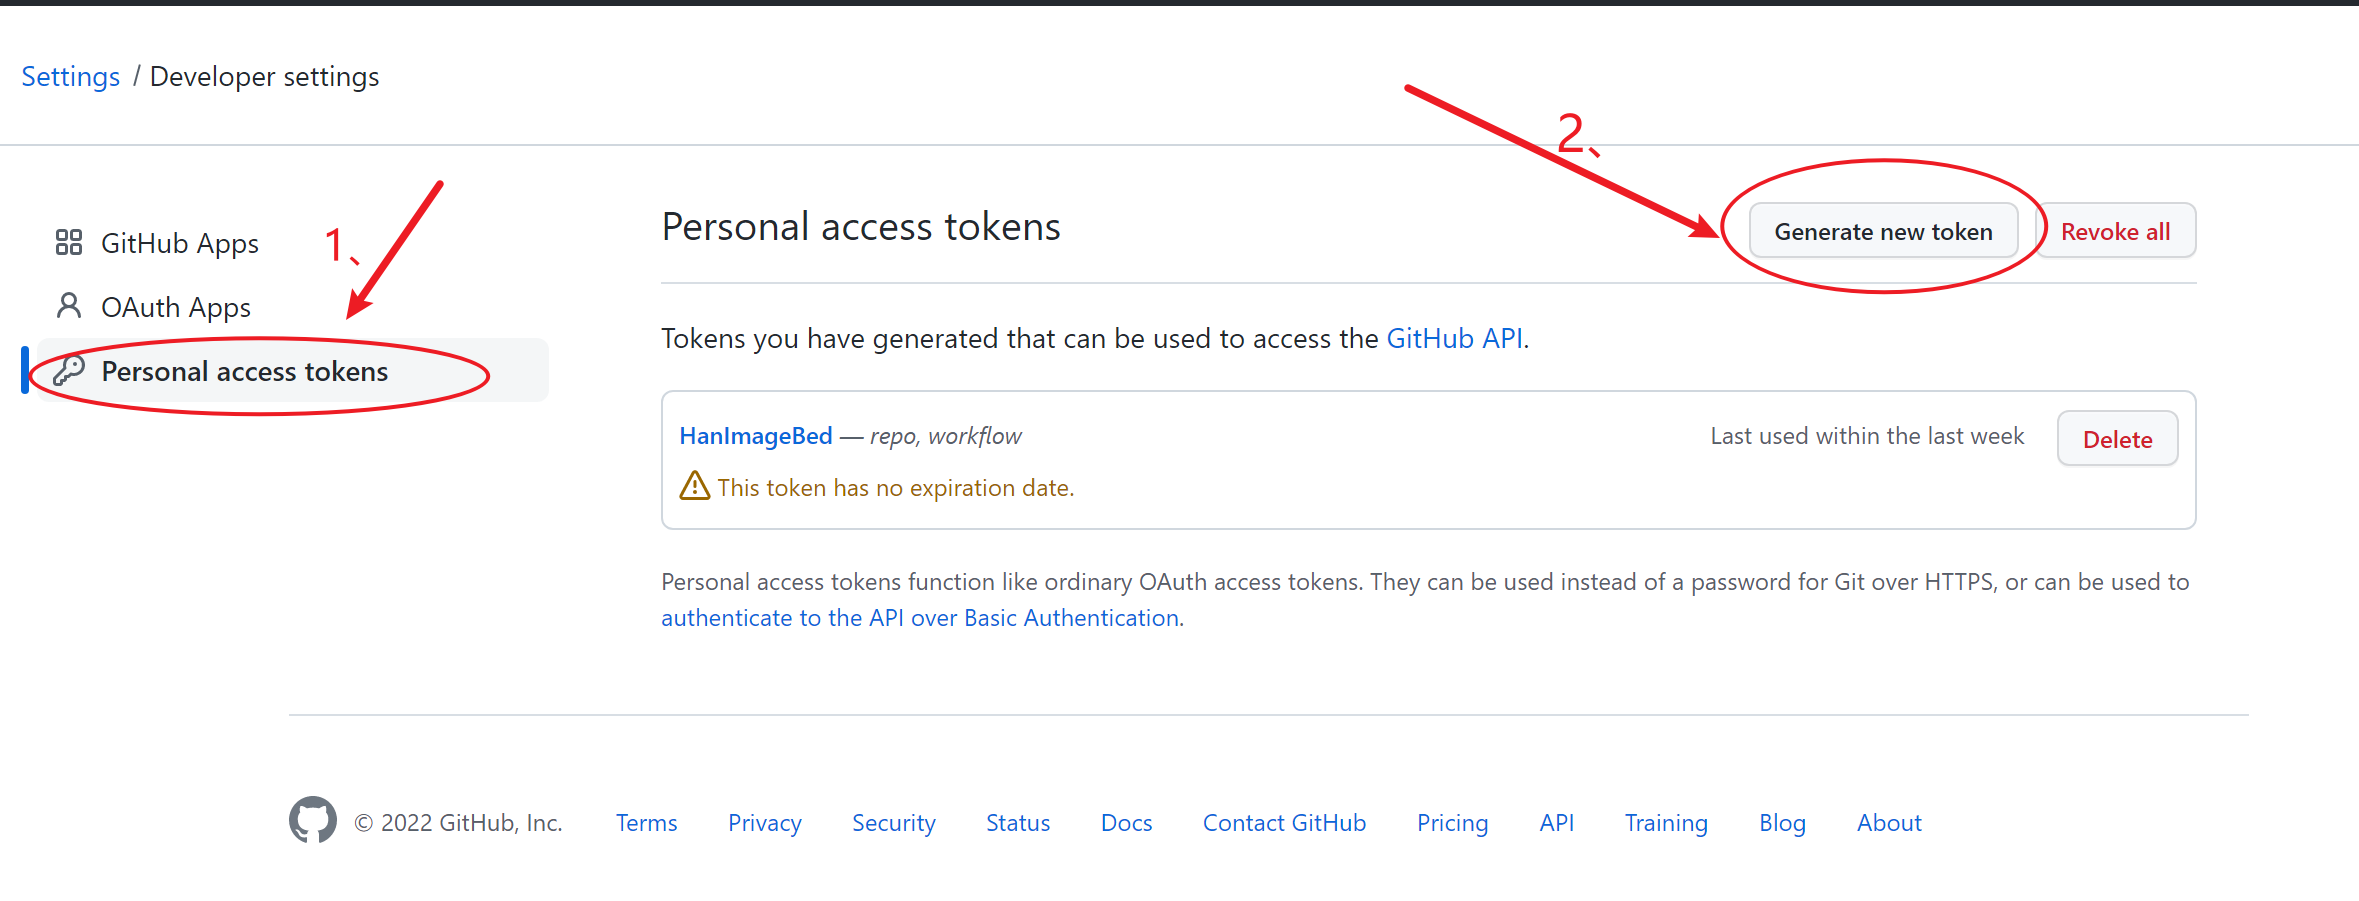 Settings / Developer settings
GitHub Apps
OAuth Apps
Personal access tokens
1、
2、
Personal access tokens
Generate new token
Revoke all
Tokens you have generated that can be used to access the GitHub API.
HanImageBed — repo, workflow
Last used within the last week
Delete
This token has no expiration date.
Personal access tokens function like ordinary OAuth access tokens. They can be used instead of a password for Git over HTTPS, or can be used to
authenticate to the API over Basic Authentication.
© 2022 GitHub, Inc. Terms Privacy Security Status Docs Contact GitHub Pricing API Training Blog About